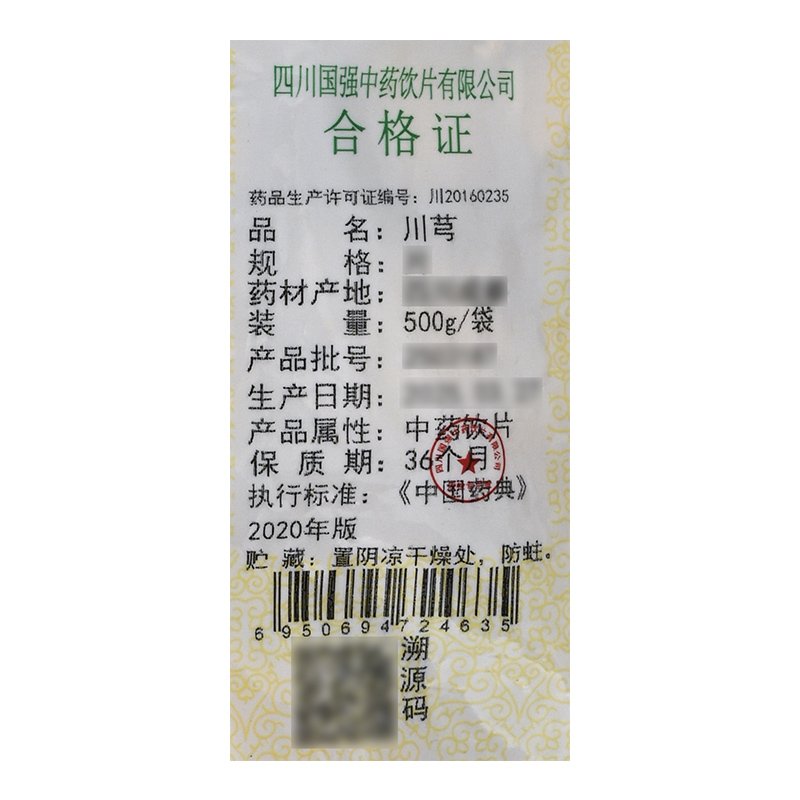 四川国强中药饮片有限公司
合格证
药品生产许可证编号：川20160235
品 名：川芎
规 格：
药材产地：
装 量：500g/袋
产品批号：
生产日期：
产品属性：中药饮片
保 质 期：36个月
执行标准：《中国药典》
2020年版
贮 藏：置阴凉干燥处，防蛀。
6950694724635
溯源码